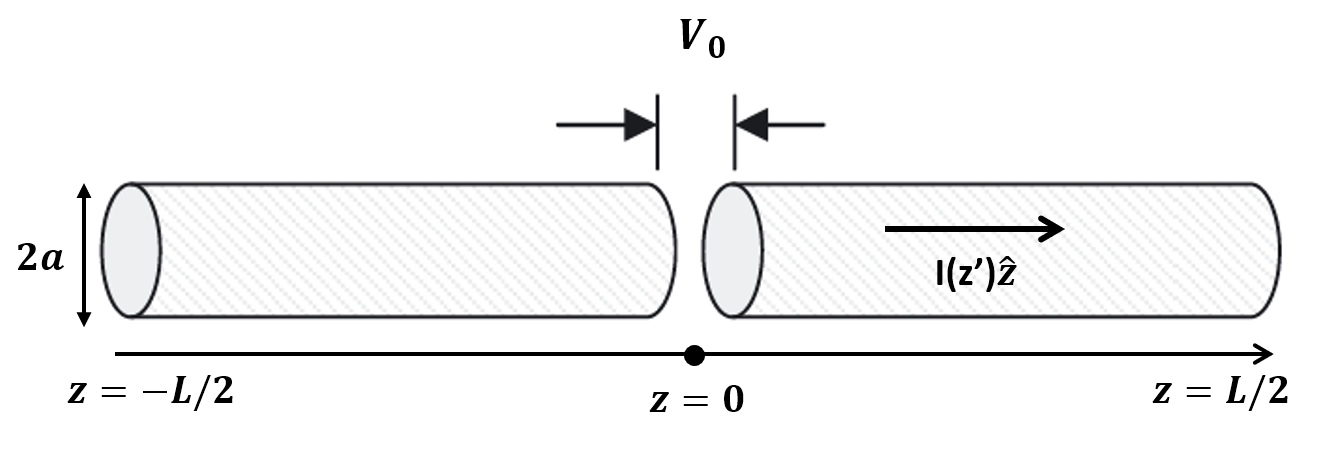 V₀
2a
I(z')ẑ
z = −L/2
z = 0
z = L/2